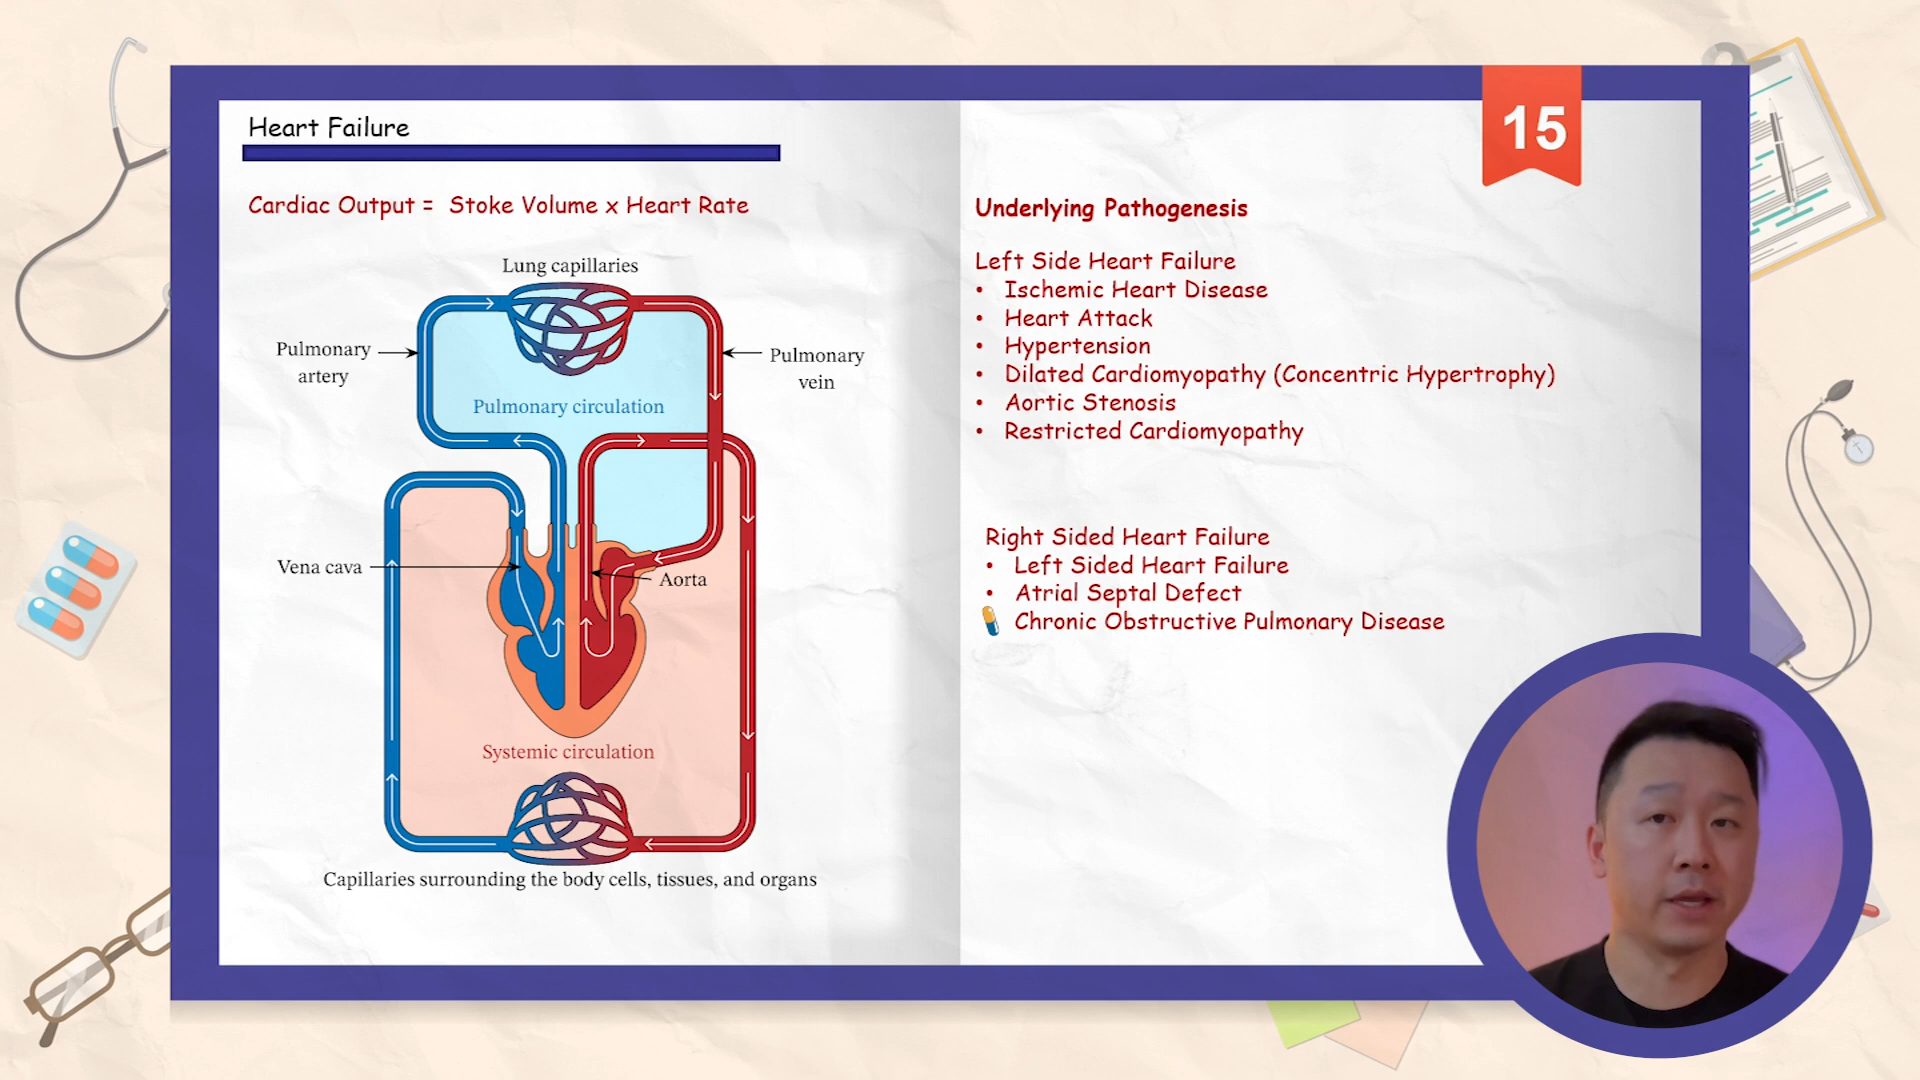 Heart Failure
Cardiac Output = Stoke Volume x Heart Rate
Lung capillaries
Pulmonary
artery
Pulmonary
vein
Pulmonary circulation
Vena cava
Aorta
Systemic circulation
Capillaries surrounding the body cells, tissues, and organs
15
Underlying Pathogenesis
Left Side Heart Failure
• Ischemic Heart Disease
• Heart Attack
• Hypertension
• Dilated Cardiomyopathy (Concentric Hypertrophy)
• Aortic Stenosis
• Restricted Cardiomyopathy
Right Sided Heart Failure
• Left Sided Heart Failure
• Atrial Septal Defect
Chronic Obstructive Pulmonary Disease